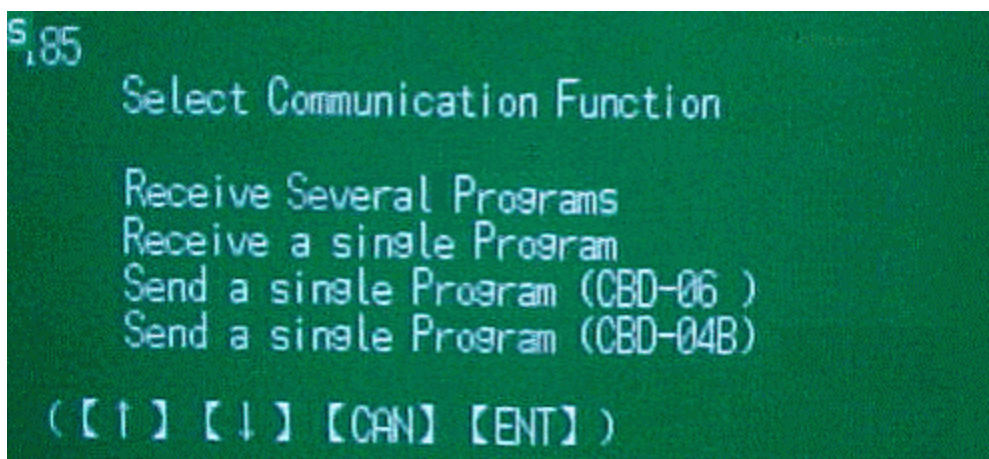 S
.85
Select Communication Function
Receive Several Programs
Receive a single Program
Send a single Program (CBD-06 )
Send a single Program (CBD-04B)
(【↑】【↓】【CAN】【ENT】)